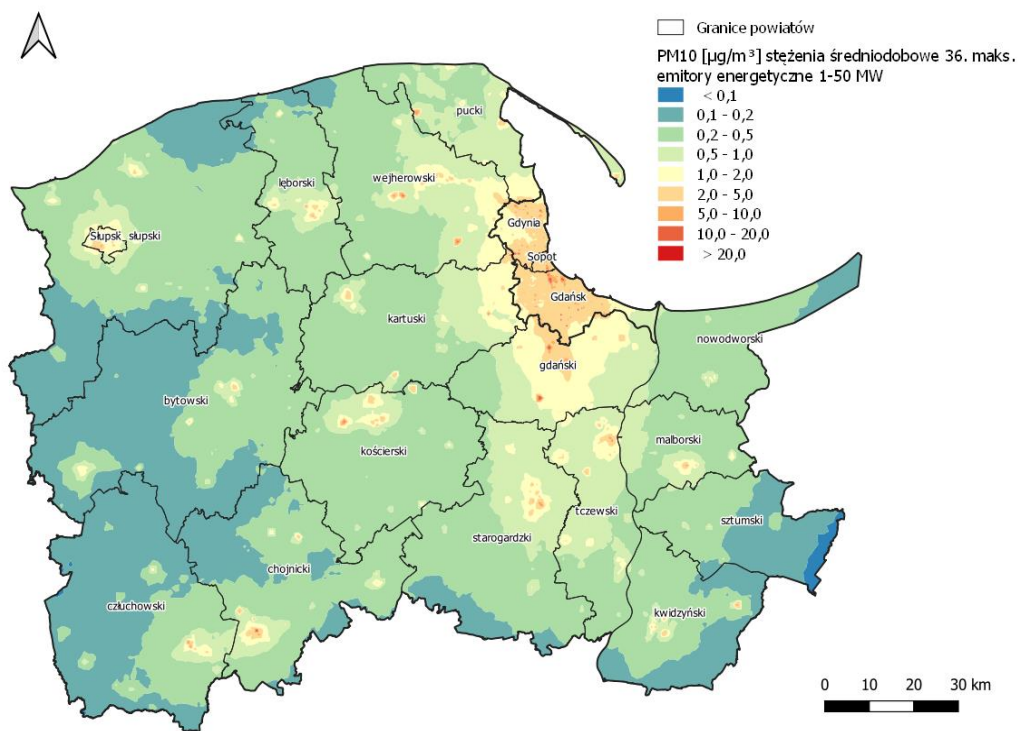 Granice powiatów
PM10 [µg/m³] stężenia średniodobowe 36. maks.
emitory energetyczne 1-50 MW
< 0,1
0,1 - 0,2
0,2 - 0,5
0,5 - 1,0
1,0 - 2,0
2,0 - 5,0
5,0 - 10,0
10,0 - 20,0
> 20,0
pucki
lęborski
wejherowski
Gdynia
Słupsk słupski
Sopot
Gdańsk
kartuski
nowodworski
gdański
bytowski
malborski
kościerski
sztumski
starogardzki
tczewski
chojnicki
człuchowski
kwidzyński
0 10 20 30 km